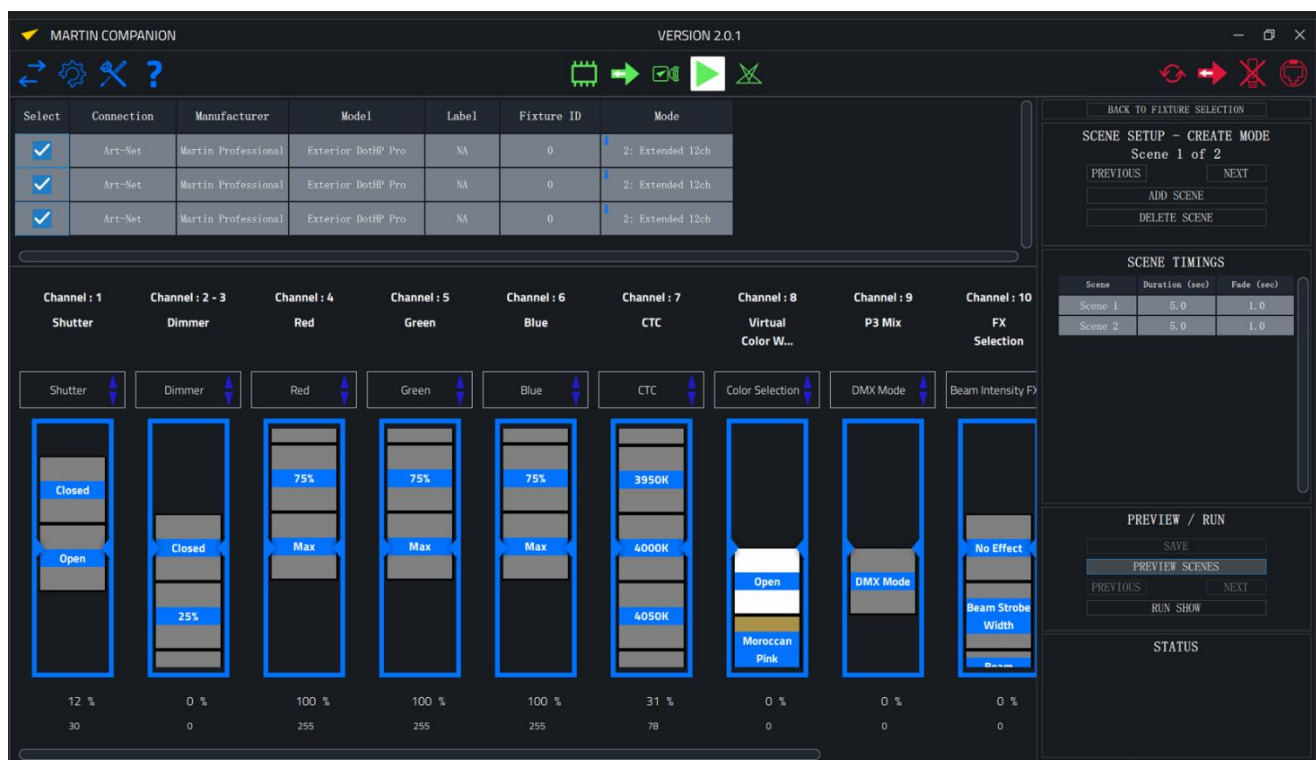 MARTIN COMPANION
VERSION 2.0.1
?
Select Connection Manufacturer Model Label Fixture ID Mode
Art-Net Martin Professional Exterior DotHP Pro NA 0 2: Extended 12ch
Art-Net Martin Professional Exterior DotHP Pro NA 0 2: Extended 12ch
Art-Net Martin Professional Exterior DotHP Pro NA 0 2: Extended 12ch
Channel : 1 Channel : 2 - 3 Channel : 4 Channel : 5 Channel : 6 Channel : 7 Channel : 8 Channel : 9 Channel : 10
Shutter Dimmer Red Green Blue CTC Virtual P3 Mix FX
Color W... Selection
Shutter Dimmer Red Green Blue CTC Color Selection DMX Mode Beam Intensity FX
75% 75% 75% 3950K
Closed
Closed Max Max Max 4000K No Effect
Open
Open DMX Mode
25% 4050K Beam Strobe
Width
Moroccan
Pink Beam
12 % 0 % 100 % 100 % 100 % 31 % 0 % 0 % 0 %
30 0 255 255 255 78 0 0 0
BACK TO FIXTURE SELECTION
SCENE SETUP - CREATE MODE
Scene 1 of 2
PREVIOUS NEXT
ADD SCENE
DELETE SCENE
SCENE TIMINGS
Scene Duration (sec) Fade (sec)
Scene 1 5.0 1.0
Scene 2 5.0 1.0
PREVIEW / RUN
SAVE
PREVIEW SCENES
PREVIOUS NEXT
RUN SHOW
STATUS